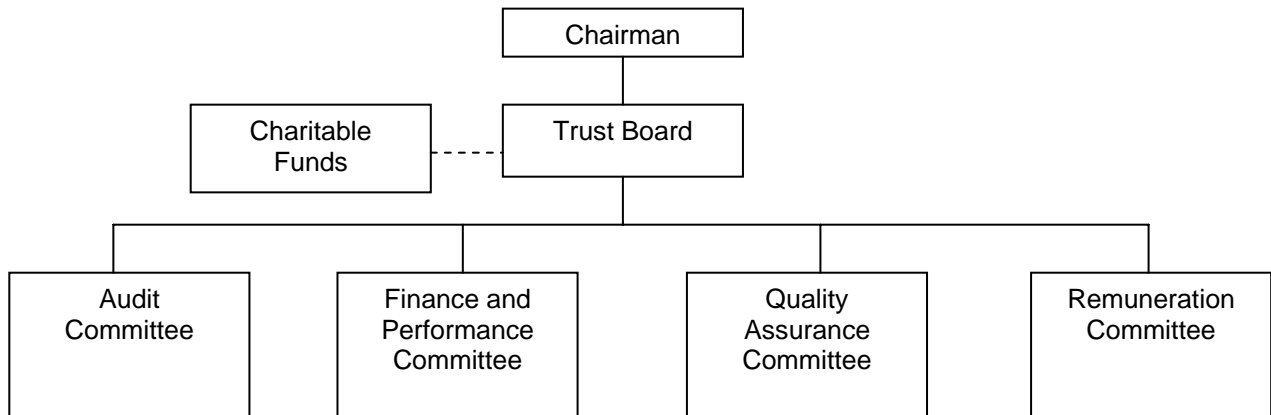 Chairman
Charitable
Funds
Trust Board
Audit
Committee
Finance and
Performance
Committee
Quality
Assurance
Committee
Remuneration
Committee